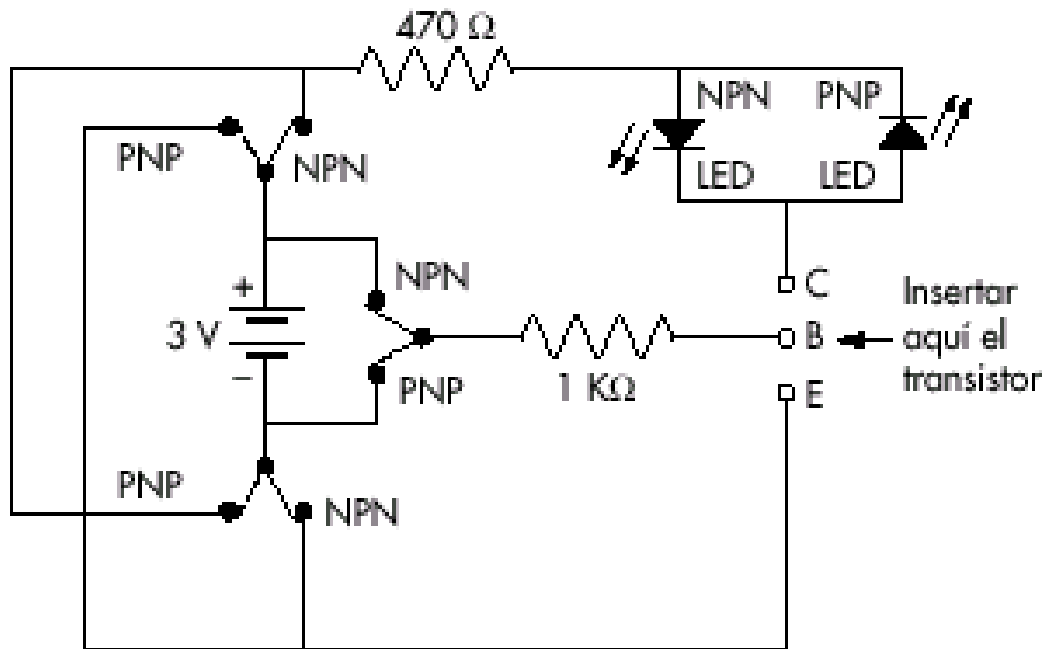 470 Ω
NPN PNP
LED LED
PNP
NPN
+
3 V
−
NPN
PNP
1 KΩ
C
B
E
Insertar
aquí el
transistor
PNP
NPN